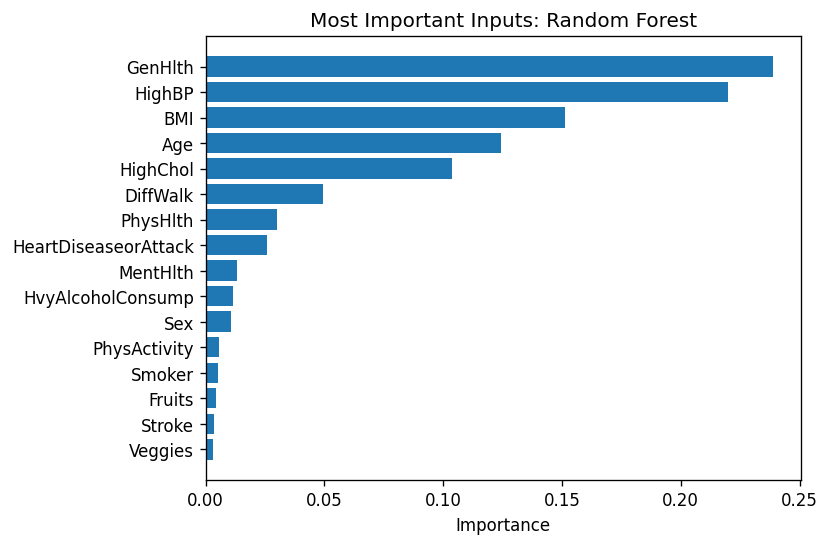 Most Important Inputs: Random Forest
GenHlth
HighBP
BMI
Age
HighChol
DiffWalk
PhysHlth
HeartDiseaseorAttack
MentHlth
HvyAlcoholConsump
Sex
PhysActivity
Smoker
Fruits
Stroke
Veggies
0.00 0.05 0.10 0.15 0.20 0.25
Importance